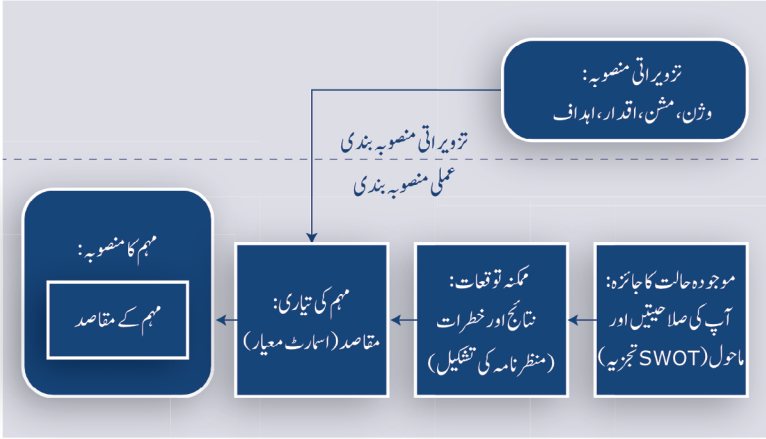 تزویراتی منصوبہ:
وژن، مشن، اقدار، اہداف
تزویراتی منصوبہ بندی
عملی منصوبہ بندی
موجودہ حالت کا جائزہ:
آپ کی صلاحیتیں اور
ماحول (SWOT تجزیہ)
ممکنہ توقعات:
نتائج اور خطرات
(منظرنامہ کی تشکیل)
مہم کی تیاری:
مقاصد (اسمارٹ معیار)
مہم کا منصوبہ:
مہم کے مقاصد